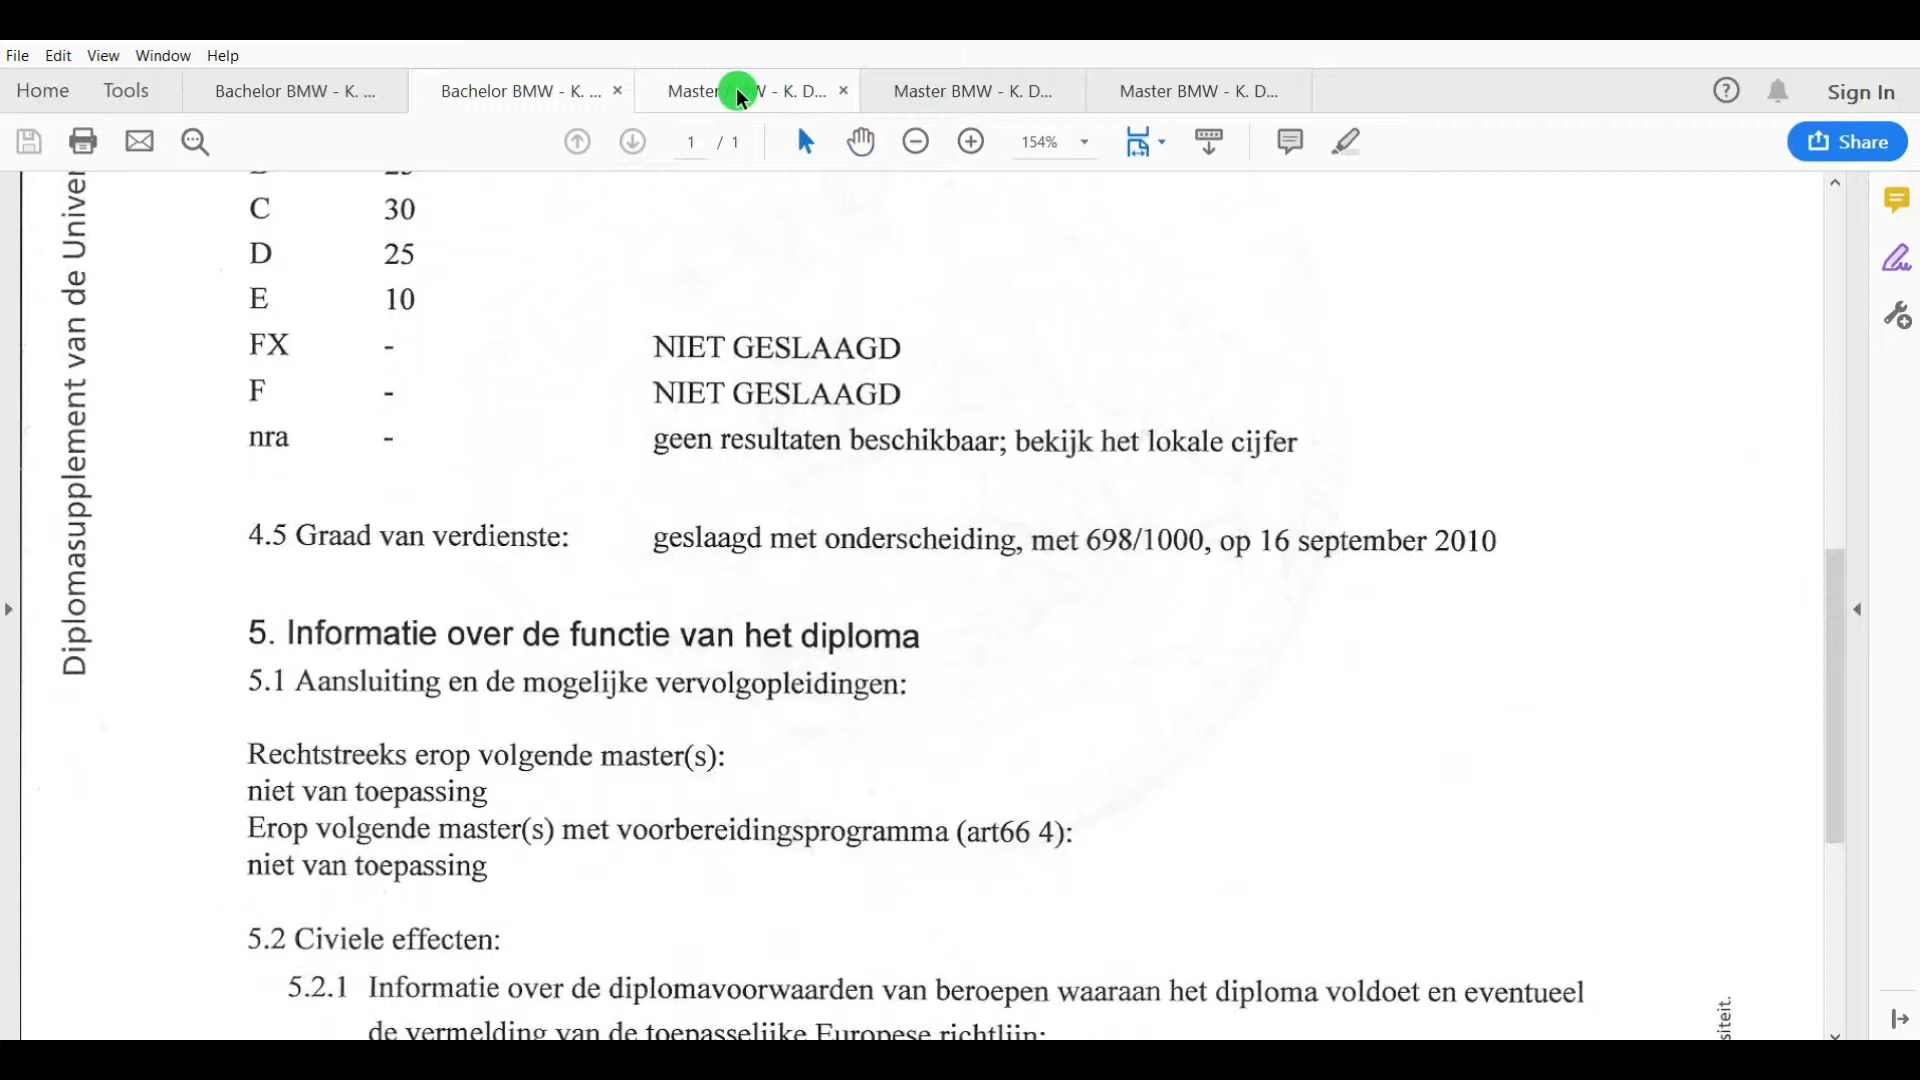 File Edit View Window Help
Home Tools Bachelor BMW - K. ... Bachelor BMW - K. ... Master - K. D... Master BMW - K. D... Master BMW - K. D... Sign In
1 / 1 154% Share
C 30
D 25
E 10
FX - NIET GESLAAGD
F - NIET GESLAAGD
nra - geen resultaten beschikbaar; bekijk het lokale cijfer
4.5 Graad van verdienste: geslaagd met onderscheiding, met 698/1000, op 16 september 2010
5. Informatie over de functie van het diploma
5.1 Aansluiting en de mogelijke vervolgopleidingen:
Rechtstreeks erop volgende master(s):
niet van toepassing
Erop volgende master(s) met voorbereidingsprogramma (art66 4):
niet van toepassing
5.2 Civiele effecten:
5.2.1 Informatie over de diplomavoorwaarden van beroepen waaraan het diploma voldoet en eventueel
de vermelding van de toepasselijke Europese richtlijn:
Diplomasupplement van de Univer
siteit.